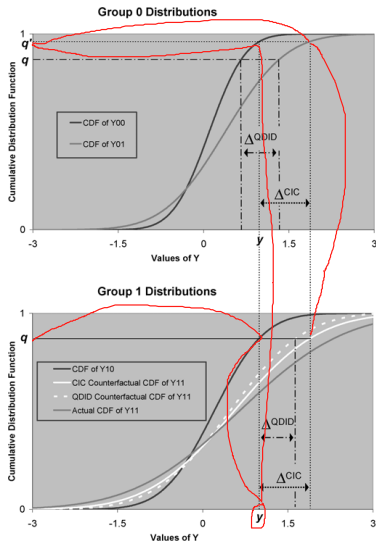 Group 0 Distributions
Cumulative Distribution Function
1
q'
q
0
CDF of Y00
CDF of Y01
Δ^QDID
Δ^CIC
-3
-1.5
0
y
1.5
3
Values of Y
Group 1 Distributions
Cumulative Distribution Function
1
q
0
CDF of Y10
CIC Counterfactual CDF of Y11
QDID Counterfactual CDF of Y11
Actual CDF of Y11
Δ^QDID
Δ^CIC
-3
-1.5
0
y
1.5
3
Values of Y